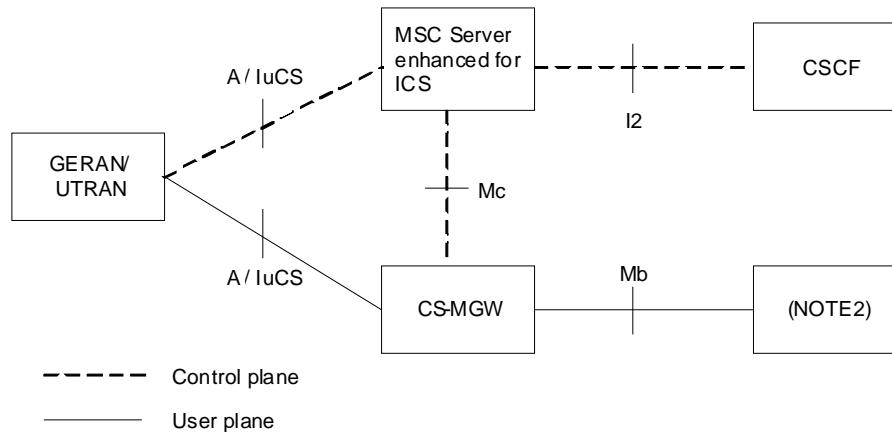 MSC Server
enhanced for
ICS
CSCF
A / IuCS
I2
GERAN/
UTRAN
Mc
A / IuCS
Mb
CS-MGW
(NOTE2)
Control plane
User plane